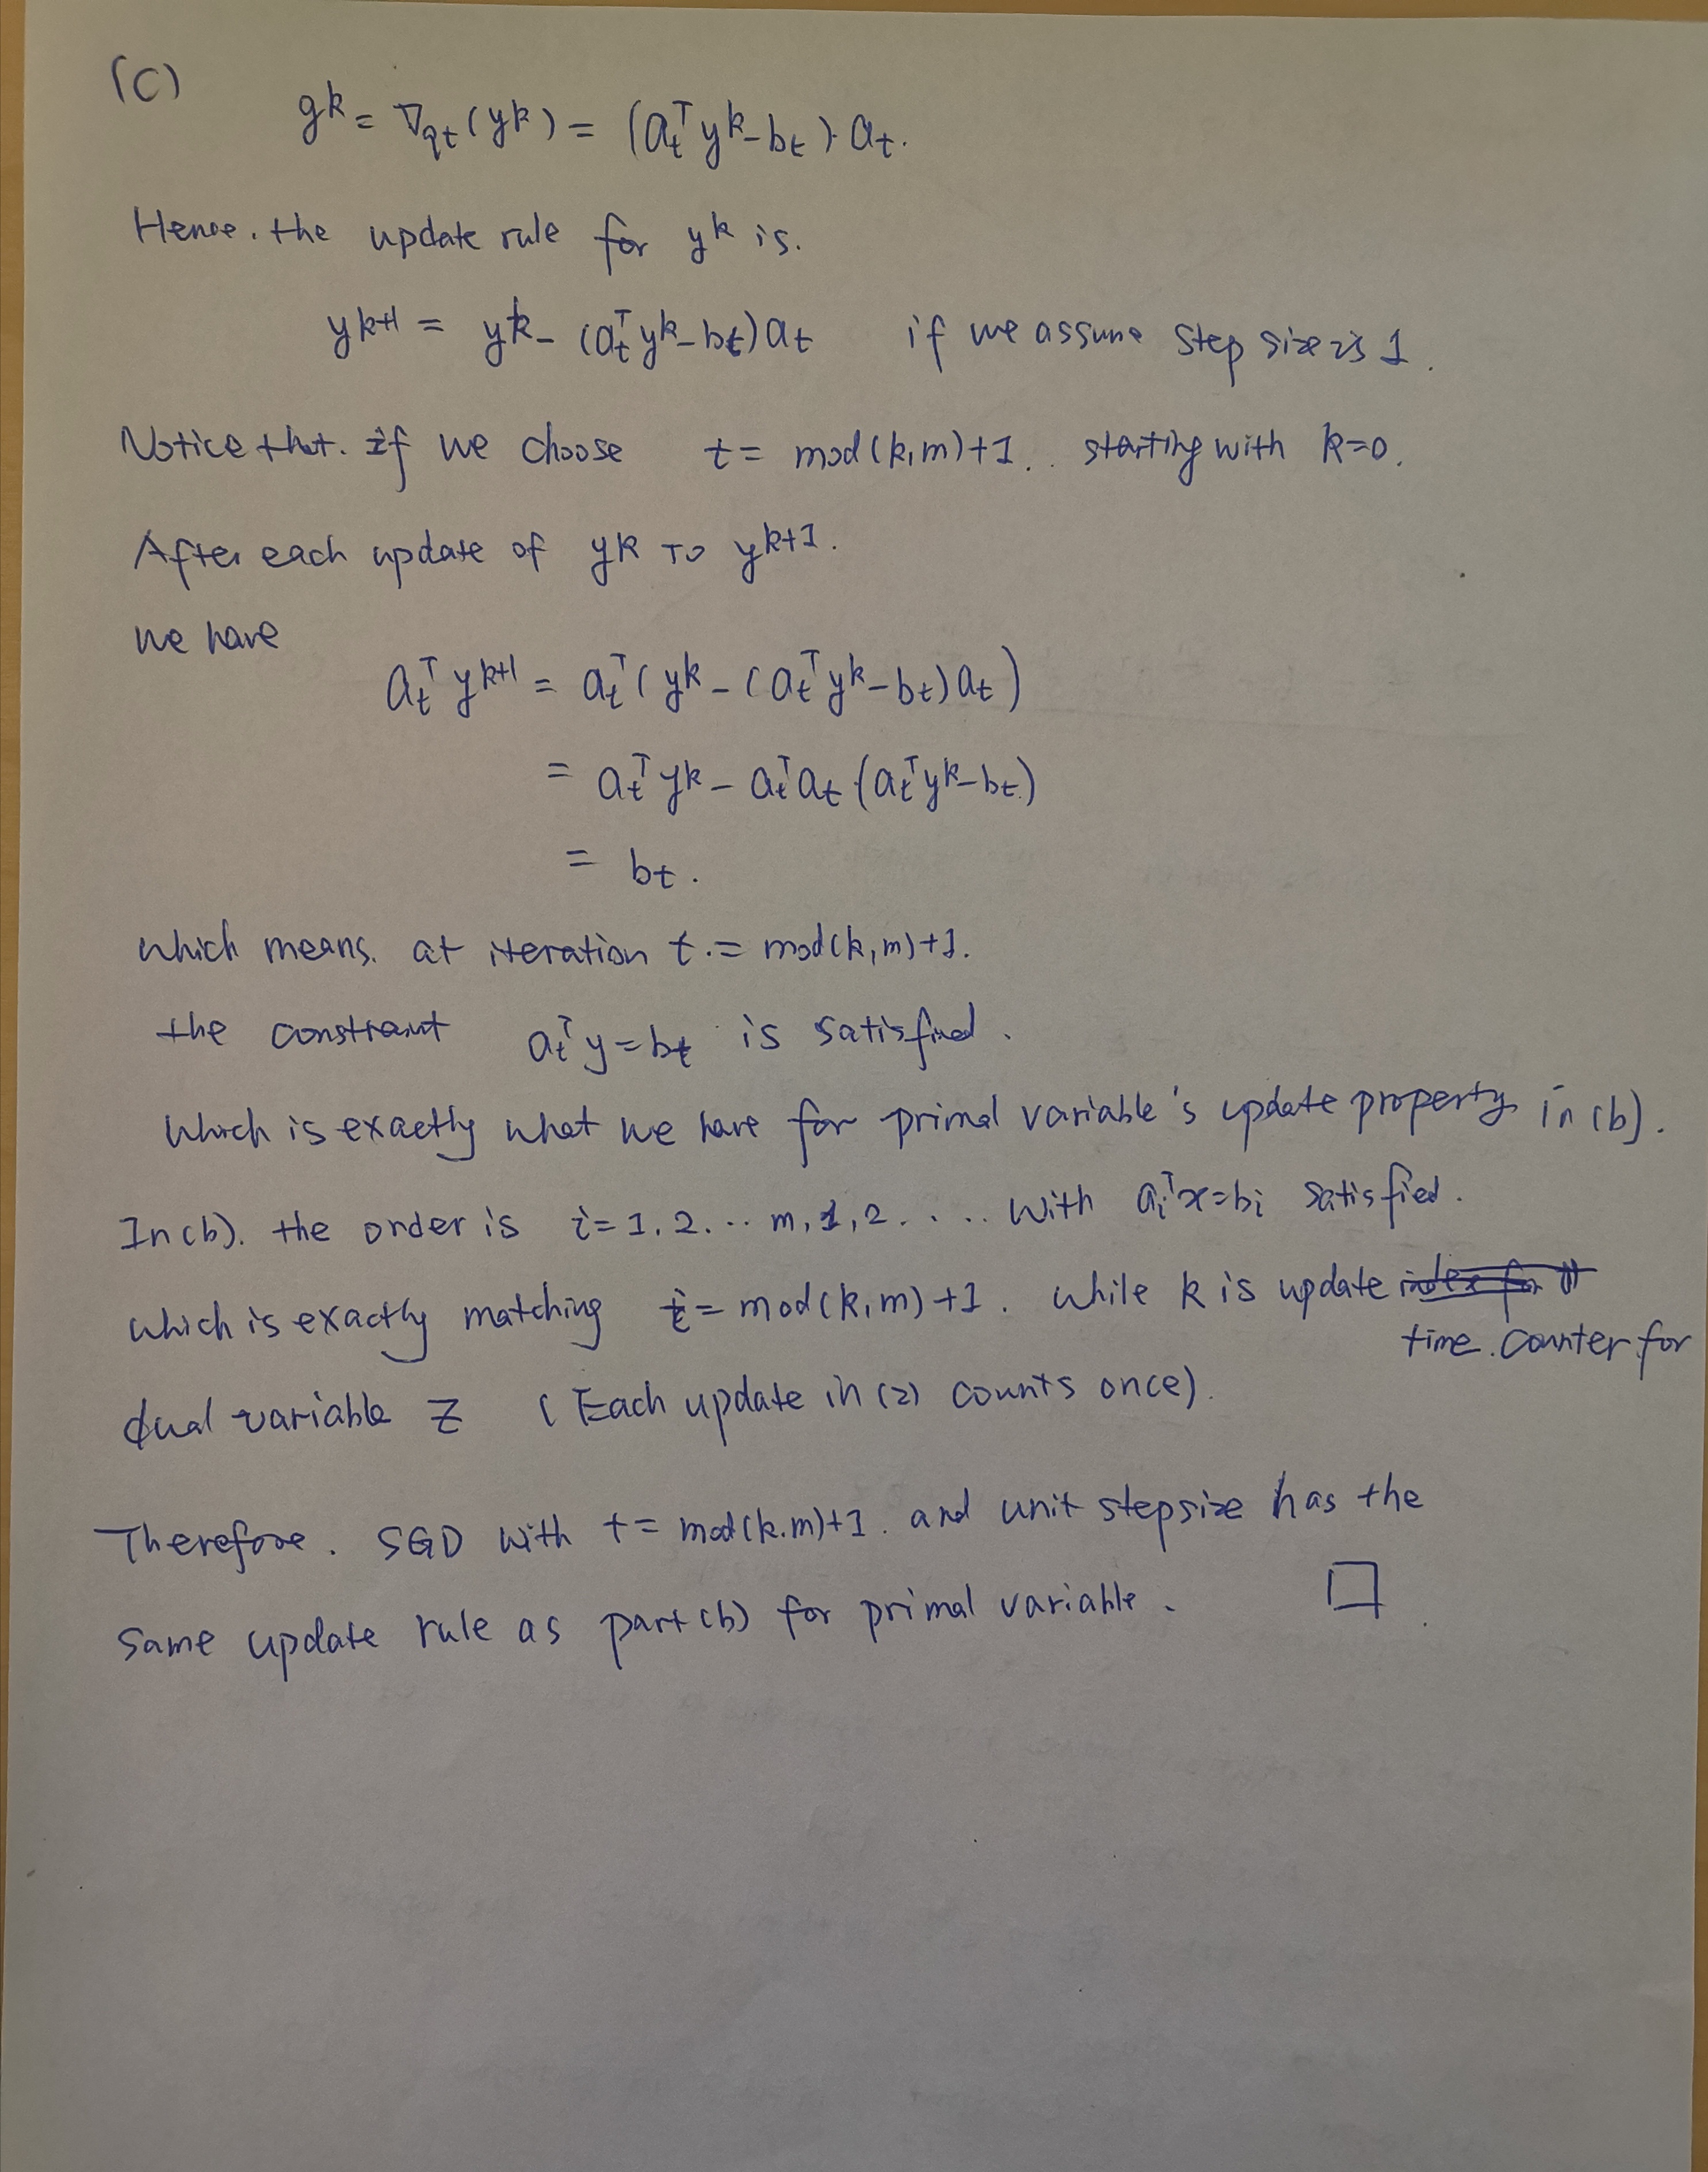 (C)
g^k = ∇q_t(y^k) = (a_t^T y^k - b_t)·a_t.
Hence. the update rule for y^k is.
y^{k+1} = y^k - (a_t^T y^k - b_t)a_t if we assume step size is 1.
Notice that. if we choose t = mod(k,m)+1.. starting with k=0.
After each update of y^k to y^{k+1}.
we have
a_t^T y^{k+1} = a_t^T(y^k - (a_t^T y^k - b_t)a_t)
= a_t^T y^k - a_t^T a_t (a_t^T y^k - b_t)
= b_t.
which means. at iteration t.= mod(k,m)+1.
the constraint a_t^T y = b_t is satisfied.
which is exactly what we have for primal variable's update property in (b).
In (b). the order is i=1,2... m,1,2.... with a_i^T x=b_i satisfied.
which is exactly matching i = mod(k,m)+1. while k is update
time counter for
dual variable Z (Each update in (2) counts once).
Therefore. SGD with t = mod(k.m)+1. and unit stepsize has the
same update rule as part (b) for primal variable. □.